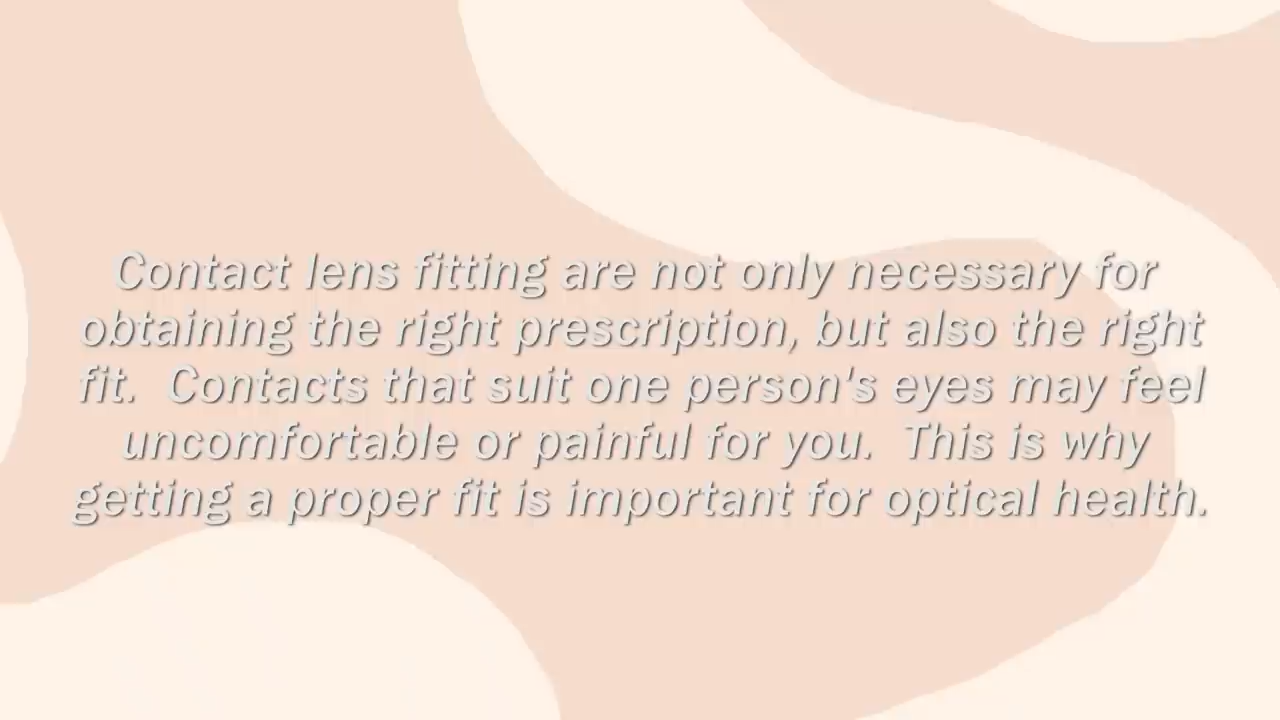 Contact lens fitting are not only necessary for
obtaining the right prescription, but also the right
fit.  Contacts that suit one person's eyes may feel
uncomfortable or painful for you.  This is why
getting a proper fit is important for optical health.